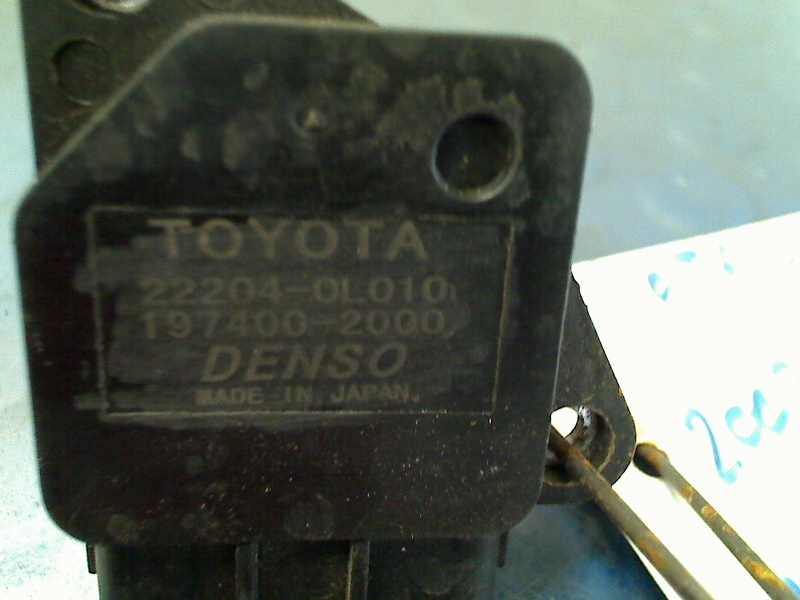 TOYOTA
22204-0L010
197400-2000
DENSO
MADE IN JAPAN